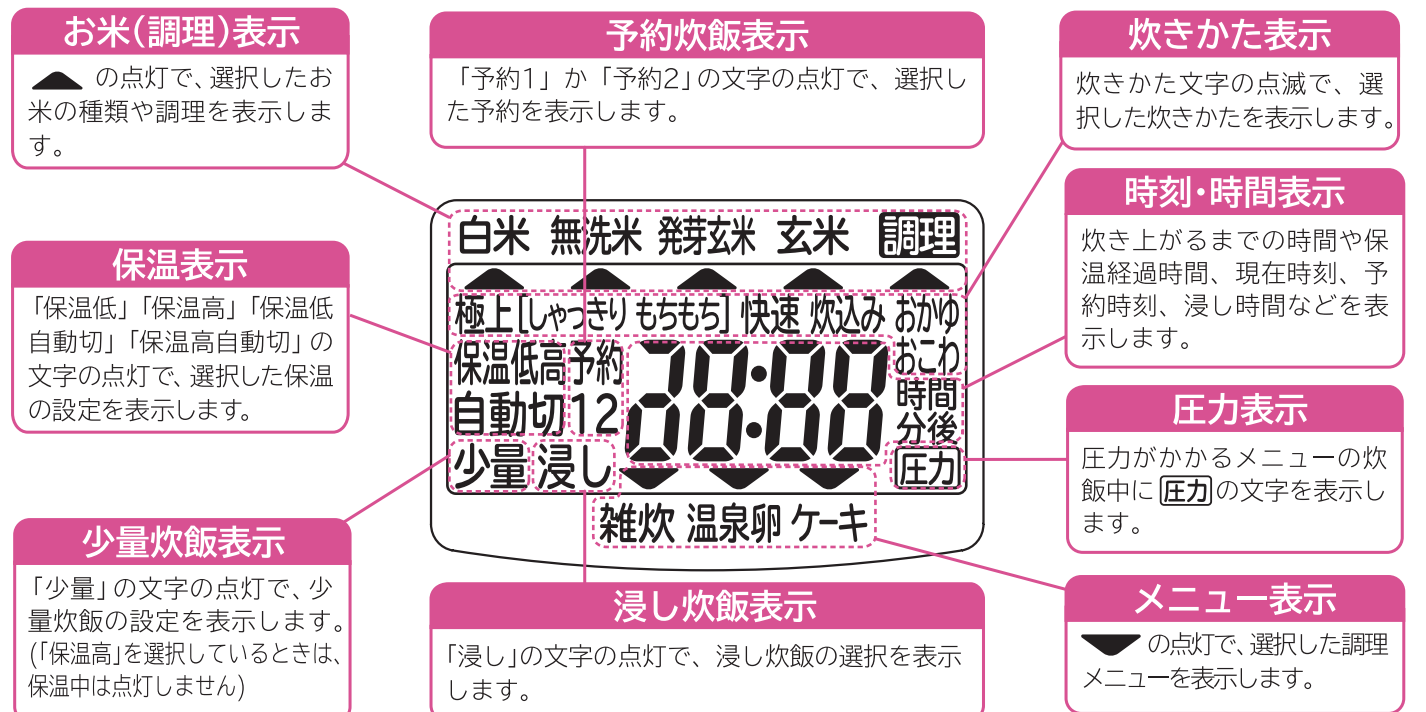 お米(調理)表示
▲ の点灯で、選択したお
米の種類や調理を表示しま
す。
予約炊飯表示
「予約1」か「予約2」の文字の点灯で、選択し
た予約を表示します。
炊きかた表示
炊きかた文字の点滅で、選
択した炊きかたを表示します。
時刻・時間表示
炊き上がるまでの時間や保
温経過時間、現在時刻、予
約時刻、浸し時間などを表
示します。
保温表示
「保温低」「保温高」「保温低
自動切」「保温高自動切」の
文字の点灯で、選択した保温
の設定を表示します。
白米 無洗米 発芽玄米 玄米 調理
極上[しゃっきり もちもち] 快速 炊込み おかゆ
おこわ
保温低高 予約
自動切 12
38:88
時間
分後
少量 浸し
圧力
雑炊 温泉卵 ケーキ
圧力表示
圧力がかかるメニューの炊
飯中に圧力の文字を表示し
ます。
少量炊飯表示
「少量」の文字の点灯で、少
量炊飯の設定を表示します。
(「保温高」を選択しているときは、
保温中は点灯しません)
浸し炊飯表示
「浸し」の文字の点灯で、浸し炊飯の選択を表示
します。
メニュー表示
▼ の点灯で、選択した調理
メニューを表示します。